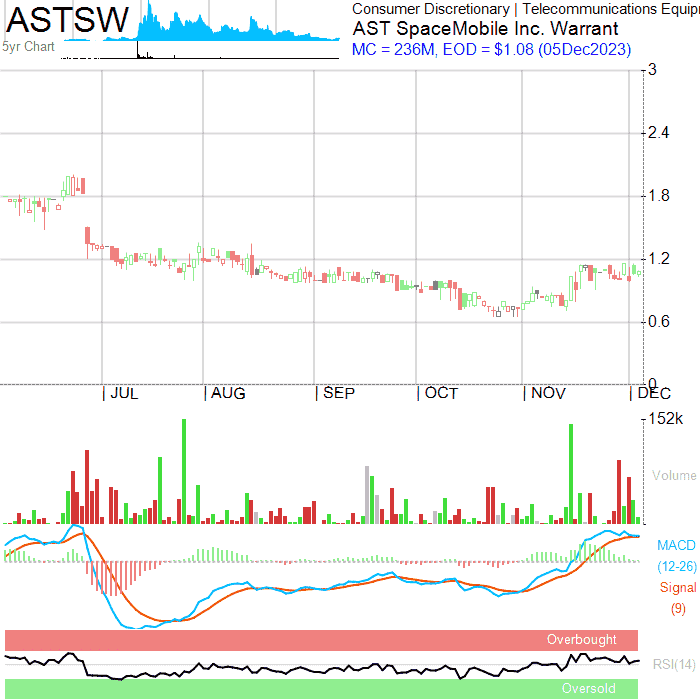 ASTSW
5yr Chart
Consumer Discretionary | Telecommunications Equip
AST SpaceMobile Inc. Warrant
MC = 236M, EOD = $1.08 (05Dec2023)
3
2.4
1.8
1.2
0.6
0
| JUL | AUG | SEP | OCT | NOV | DEC
152k
Volume
MACD
(12-26)
Signal
(9)
Overbought
RSI(14)
Oversold